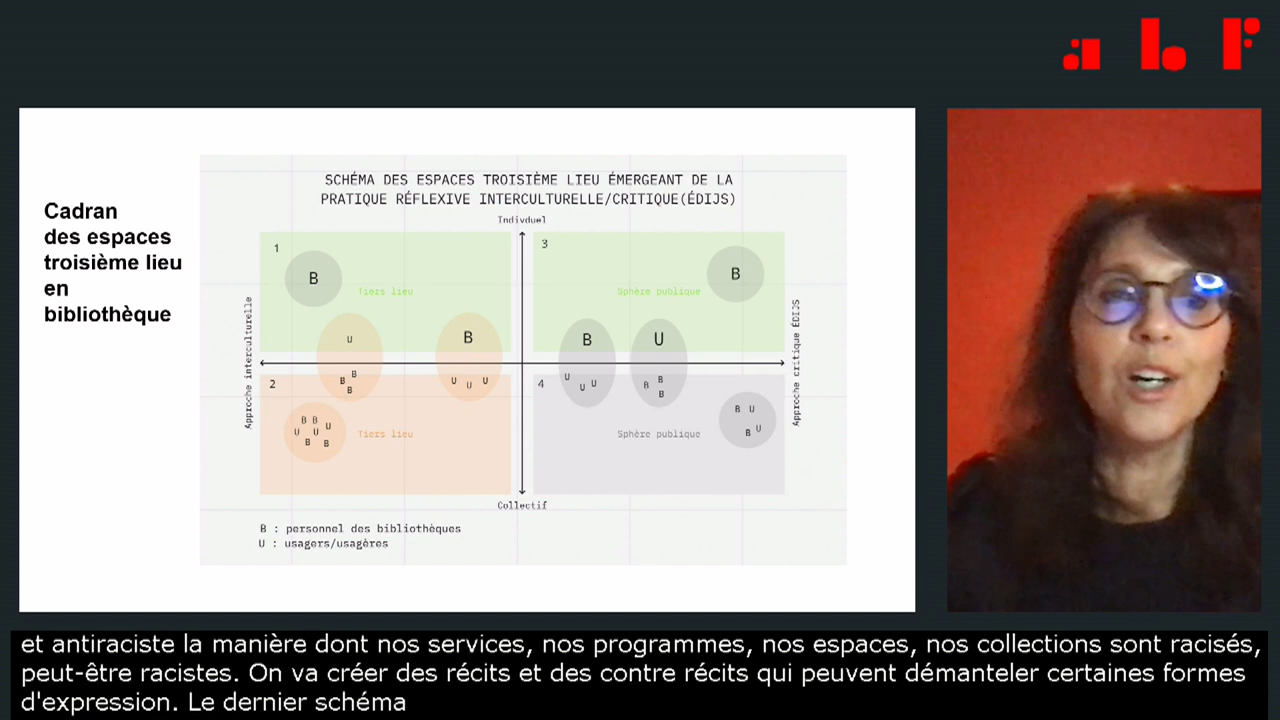 abf
Cadran
des espaces
troisième lieu
en
bibliothèque
SCHÉMA DES ESPACES TROISIÈME LIEU ÉMERGEANT DE LA
PRATIQUE RÉFLEXIVE INTERCULTURELLE/CRITIQUE(ÉDIJS)
Indivduel
1
B
Tiers lieu
U
B
B
B
B
U
U
U
3
B
Sphère publique
B
U
U
U
U
B
B
B
Approche interculturelle
Approche critique ÉDIJS
2
B
B
U
U
U
B
B
Tiers lieu
4
Sphère publique
B
U
B
U
Collectif
B : personnel des bibliothèques
U : usagers/usagères
et antiraciste la manière dont nos services, nos programmes, nos espaces, nos collections sont racisés,
peut-être racistes. On va créer des récits et des contre récits qui peuvent démanteler certaines formes
d'expression. Le dernier schéma